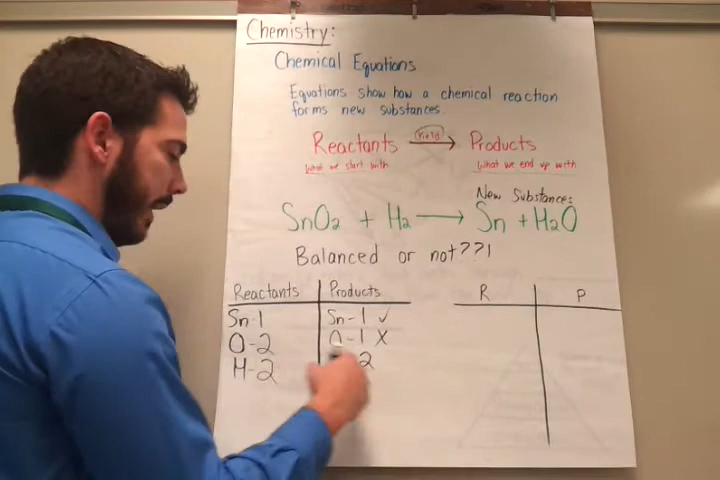 Chemistry:
Chemical Equations
Equations show how a chemical reaction
forms new substances.
Reactants yield → Products
What we start with What we end up with
New Substances:
SnO₂ + H₂ → Sn + H₂O
Balanced or not??!
Reactants Products R P
Sn-1 Sn-1 ✓
O-2 O-1 X
H-2 2